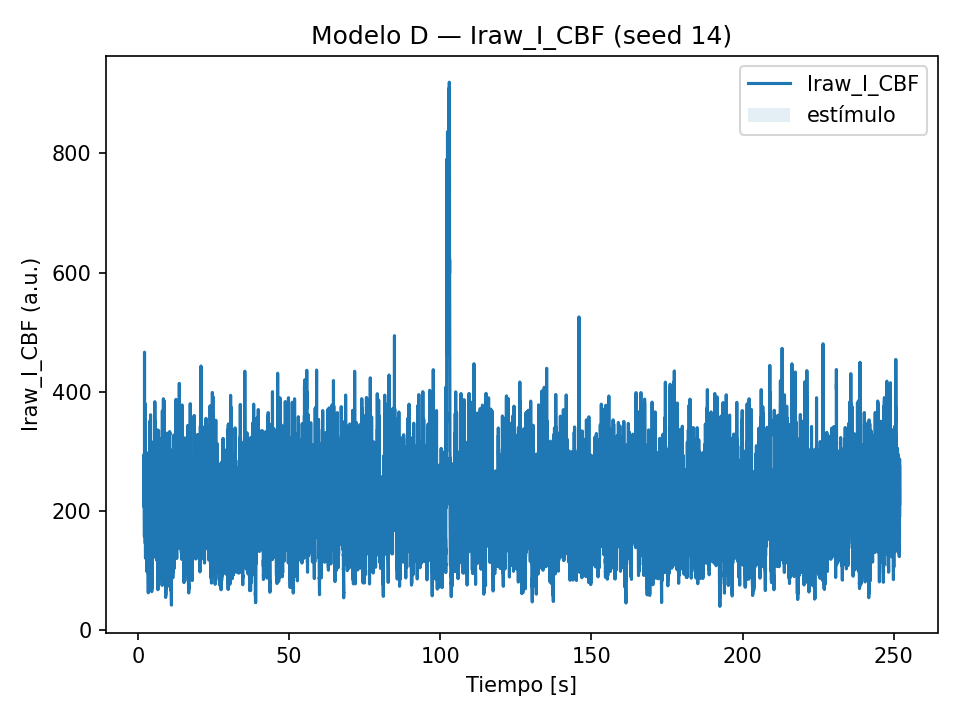 Modelo D — Iraw_I_CBF (seed 14)
Iraw_I_CBF
estímulo
Iraw_I_CBF (a.u.)
800
600
400
200
0
0 50 100 150 200 250
Tiempo [s]